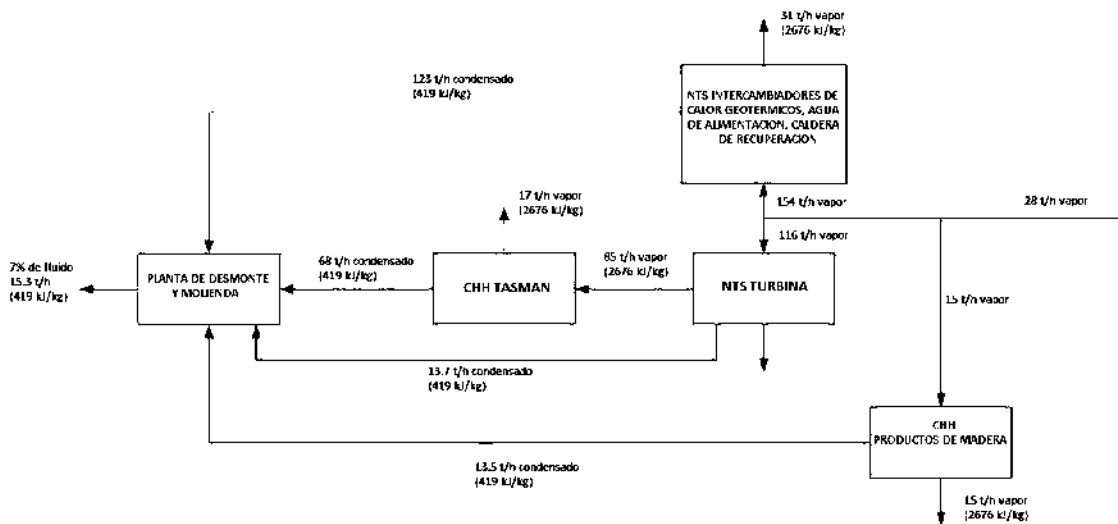 31 t/h vapor
(2676 kJ/kg)
123 t/h condensado
(419 kJ/kg)
NTS INTERCAMBIADORES DE
CALOR GEOTERMICOS, AGUA
DE ALIMENTACION, CALDERA
DE RECUPERACION
17 t/h vapor
(2676 kJ/kg)
154 t/h vapor
28 t/h vapor
116 t/h vapor
7% de fluido
15.3 t/h
(419 kJ/kg)
PLANTA DE DESMONTE
Y MOLIENDA
68 t/h condensado
(419 kJ/kg)
CHH TASMAN
85 t/h vapor
(2676 kJ/kg)
NTS TURBINA
15 t/h vapor
13.7 t/h condensado
(419 kJ/kg)
CHH
PRODUCTOS DE MADERA
13.5 t/h condensado
(419 kJ/kg)
15 t/h vapor
(2676 kJ/kg)